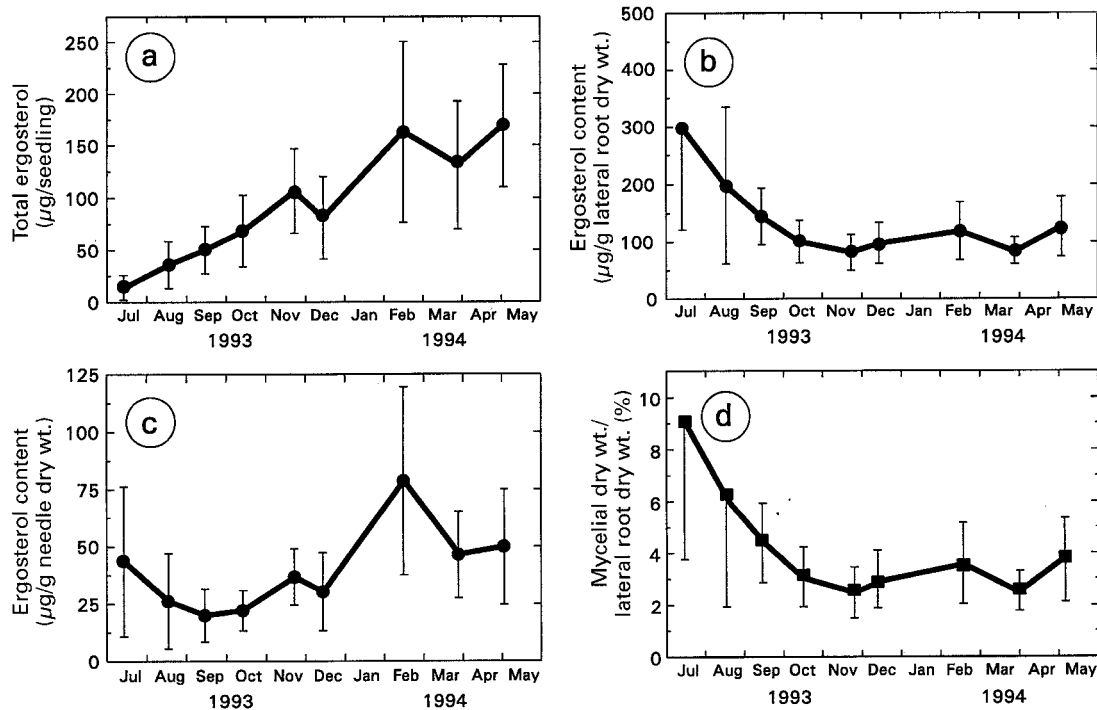 a
Total ergosterol
(µg/seedling)
250
200
150
100
50
0
Jul Aug Sep Oct Nov Dec Jan Feb Mar Apr May
1993 1994
b
Ergosterol content
(µg/g lateral root dry wt.)
500
400
300
200
100
0
Jul Aug Sep Oct Nov Dec Jan Feb Mar Apr May
1993 1994
c
Ergosterol content
(µg/g needle dry wt.)
125
100
75
50
25
0
Jul Aug Sep Oct Nov Dec Jan Feb Mar Apr May
1993 1994
d
Mycelial dry wt./
lateral root dry wt. (%)
10
8
6
4
2
0
Jul Aug Sep Oct Nov Dec Jan Feb Mar Apr May
1993 1994